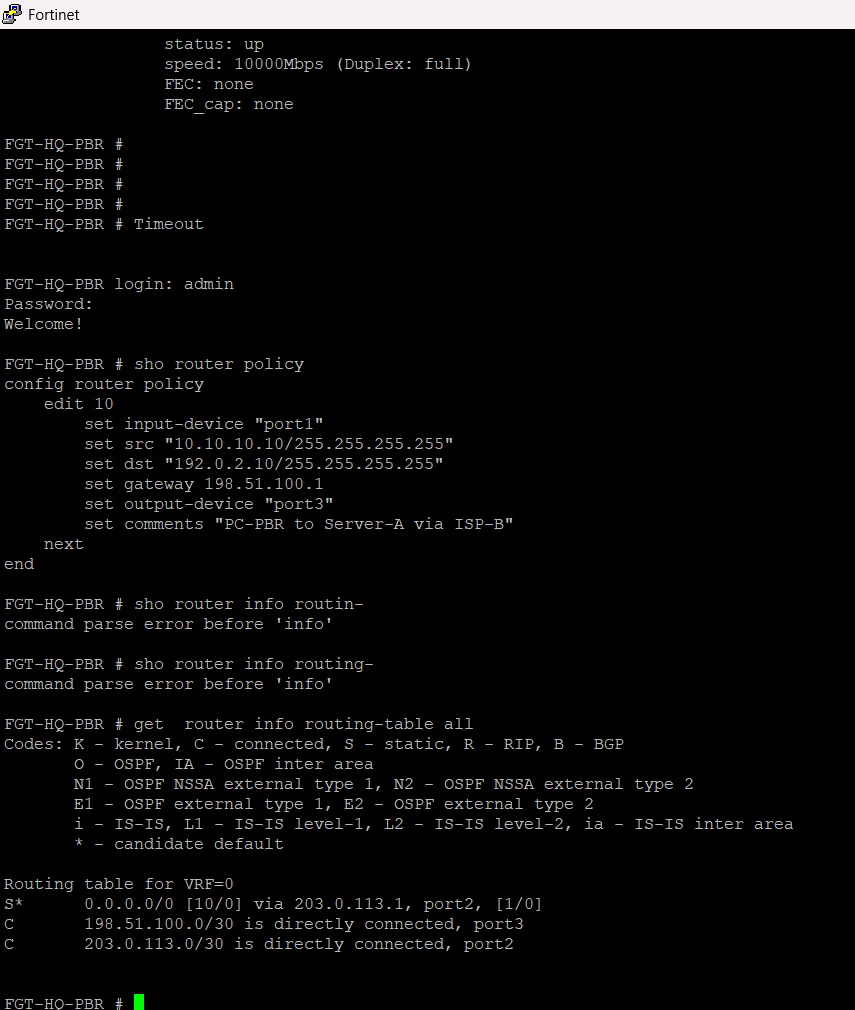 Fortinet
status: up
speed: 10000Mbps (Duplex: full)
FEC: none
FEC_cap: none
FGT-HQ-PBR #
FGT-HQ-PBR #
FGT-HQ-PBR #
FGT-HQ-PBR #
FGT-HQ-PBR # Timeout
FGT-HQ-PBR login: admin
Password:
Welcome!
FGT-HQ-PBR # sho router policy
config router policy
    edit 10
        set input-device "port1"
        set src "10.10.10.10/255.255.255.255"
        set dst "192.0.2.10/255.255.255.255"
        set gateway 198.51.100.1
        set output-device "port3"
        set comments "PC-PBR to Server-A via ISP-B"
    next
end
FGT-HQ-PBR # sho router info routin-
command parse error before 'info'
FGT-HQ-PBR # sho router info routing-
command parse error before 'info'
FGT-HQ-PBR # get  router info routing-table all
Codes: K - kernel, C - connected, S - static, R - RIP, B - BGP
       O - OSPF, IA - OSPF inter area
       N1 - OSPF NSSA external type 1, N2 - OSPF NSSA external type 2
       E1 - OSPF external type 1, E2 - OSPF external type 2
       i - IS-IS, L1 - IS-IS level-1, L2 - IS-IS level-2, ia - IS-IS inter area
       * - candidate default
Routing table for VRF=0
S*      0.0.0.0/0 [10/0] via 203.0.113.1, port2, [1/0]
C       198.51.100.0/30 is directly connected, port3
C       203.0.113.0/30 is directly connected, port2
FGT-HQ-PBR #